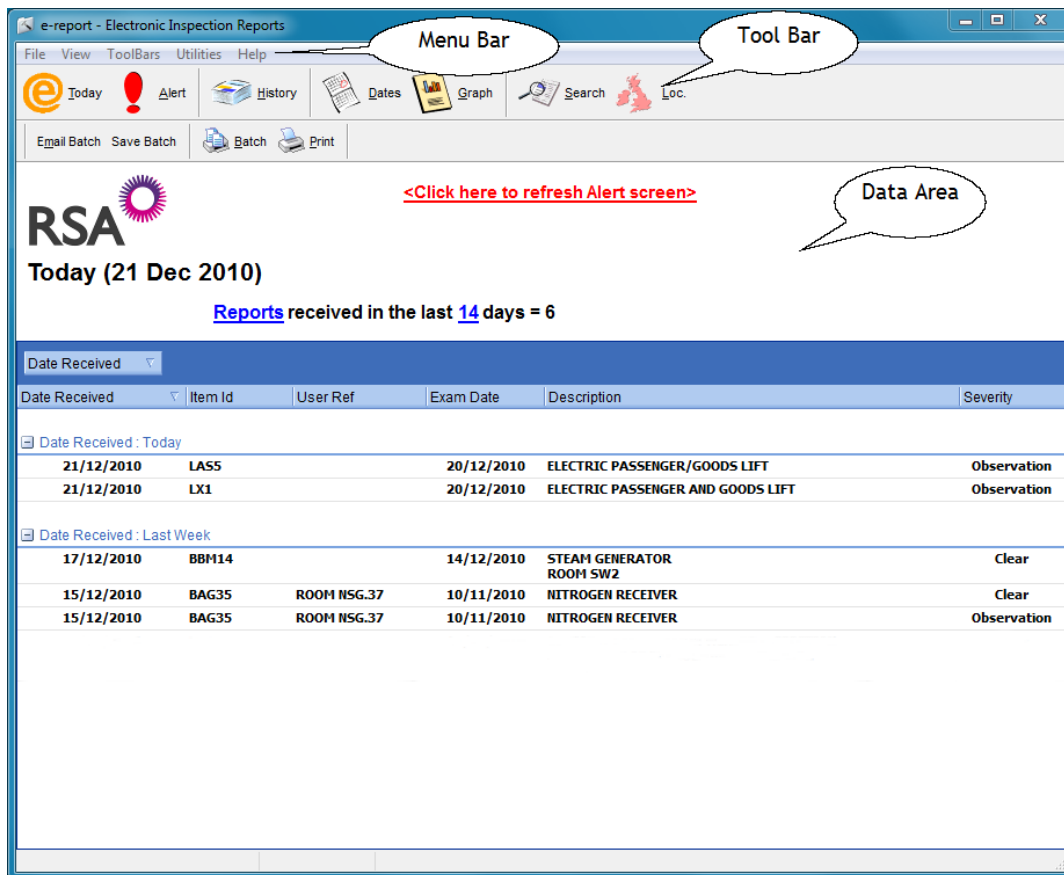 e-report - Electronic Inspection Reports
Menu Bar
Tool Bar
File View ToolBars Utilities Help
Today Alert History Dates Graph Search Loc.
Email Batch Save Batch Batch Print
<Click here to refresh Alert screen>
Data Area
RSA
Today (21 Dec 2010)
Reports received in the last 14 days = 6
Date Received
Date Received Item Id User Ref Exam Date Description Severity
Date Received : Today
21/12/2010 LAS5 20/12/2010 ELECTRIC PASSENGER/GOODS LIFT Observation
21/12/2010 LX1 20/12/2010 ELECTRIC PASSENGER AND GOODS LIFT Observation
Date Received : Last Week
17/12/2010 BBM14 14/12/2010 STEAM GENERATOR Clear
ROOM SW2
15/12/2010 BAG35 ROOM NSG.37 10/11/2010 NITROGEN RECEIVER Clear
15/12/2010 BAG35 ROOM NSG.37 10/11/2010 NITROGEN RECEIVER Observation